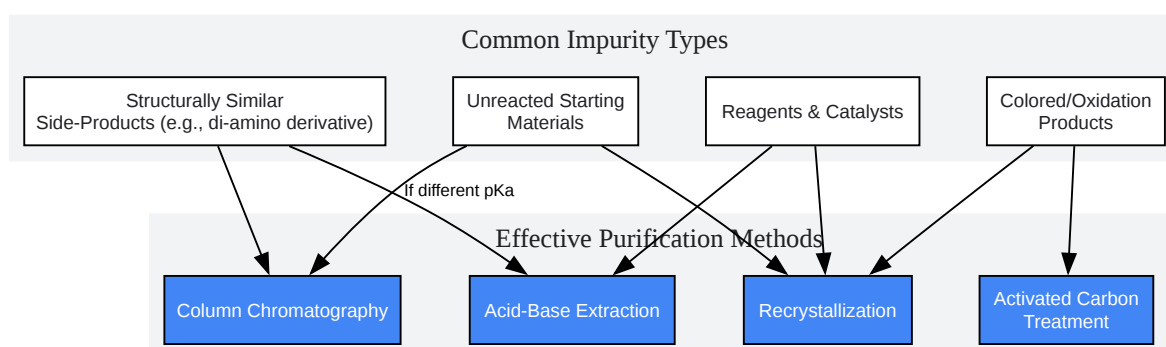 Common Impurity Types
Structurally Similar
Side-Products (e.g., di-amino derivative)
Unreacted Starting
Materials
Reagents & Catalysts
Colored/Oxidation
Products
If different pKa
Effective Purification Methods
Column Chromatography
Acid-Base Extraction
Recrystallization
Activated Carbon
Treatment